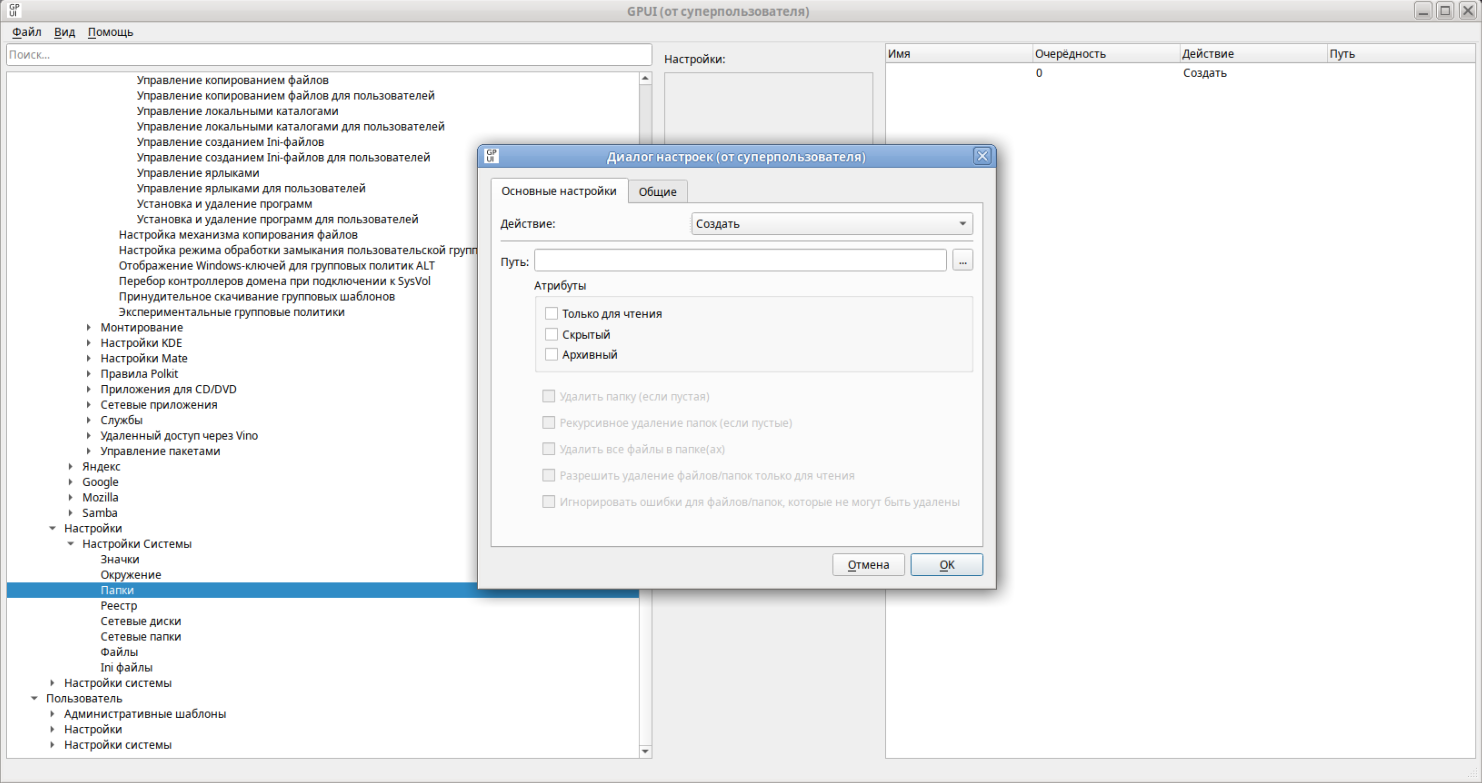 GPUI (от суперпользователя)
Файл Вид Помощь
Поиск...
Управление копированием файлов
Управление копированием файлов для пользователей
Управление локальными каталогами
Управление локальными каталогами для пользователей
Управление созданием Ini-файлов
Управление созданием Ini-файлов для пользователей
Управление ярлыками
Управление ярлыками для пользователей
Установка и удаление программ
Установка и удаление программ для пользователей
Настройка механизма копирования файлов
Настройка режима обработки замыкания пользовательской групп
Отображение Windows-ключей для групповых политик ALT
Перебор контроллеров домена при подключении к SysVol
Принудительное скачивание групповых шаблонов
Экспериментальные групповые политики
Монтирование
Настройки KDE
Настройки Mate
Правила Polkit
Приложения для CD/DVD
Сетевые приложения
Службы
Удаленный доступ через Vino
Управление пакетами
Яндекс
Google
Mozilla
Samba
Настройки
Настройки Системы
Значки
Окружение
Папки
Реестр
Сетевые диски
Сетевые папки
Файлы
Ini файлы
Настройки системы
Пользователь
Административные шаблоны
Настройки
Настройки системы
Настройки:
Имя Очерёдность Действие Путь
0 Создать
GP
UI
Диалог настроек (от суперпользователя)
Основные настройки Общие
Действие: Создать
Путь: ...
Атрибуты
Только для чтения
Скрытый
Архивный
Удалить папку (если пустая)
Рекурсивное удаление папок (если пустые)
Удалить все файлы в папке(ах)
Разрешить удаление файлов/папок только для чтения
Игнорировать ошибки для файлов/папок, которые не могут быть удалены
Отмена OK